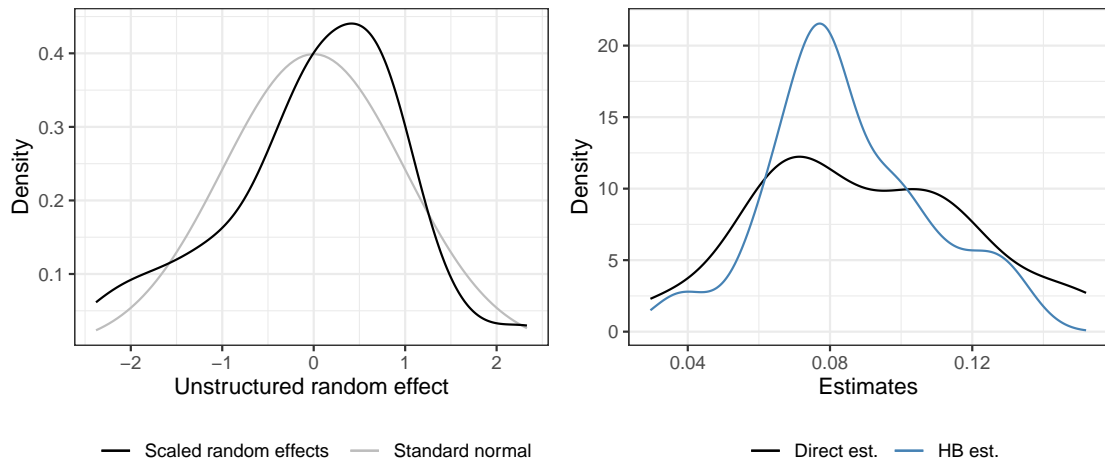 0.4
0.3
0.2
0.1
Density
−2
−1
0
1
2
Unstructured random effect
Scaled random effects
Standard normal
20
15
10
5
0
Density
0.04
0.08
0.12
Estimates
Direct est.
HB est.